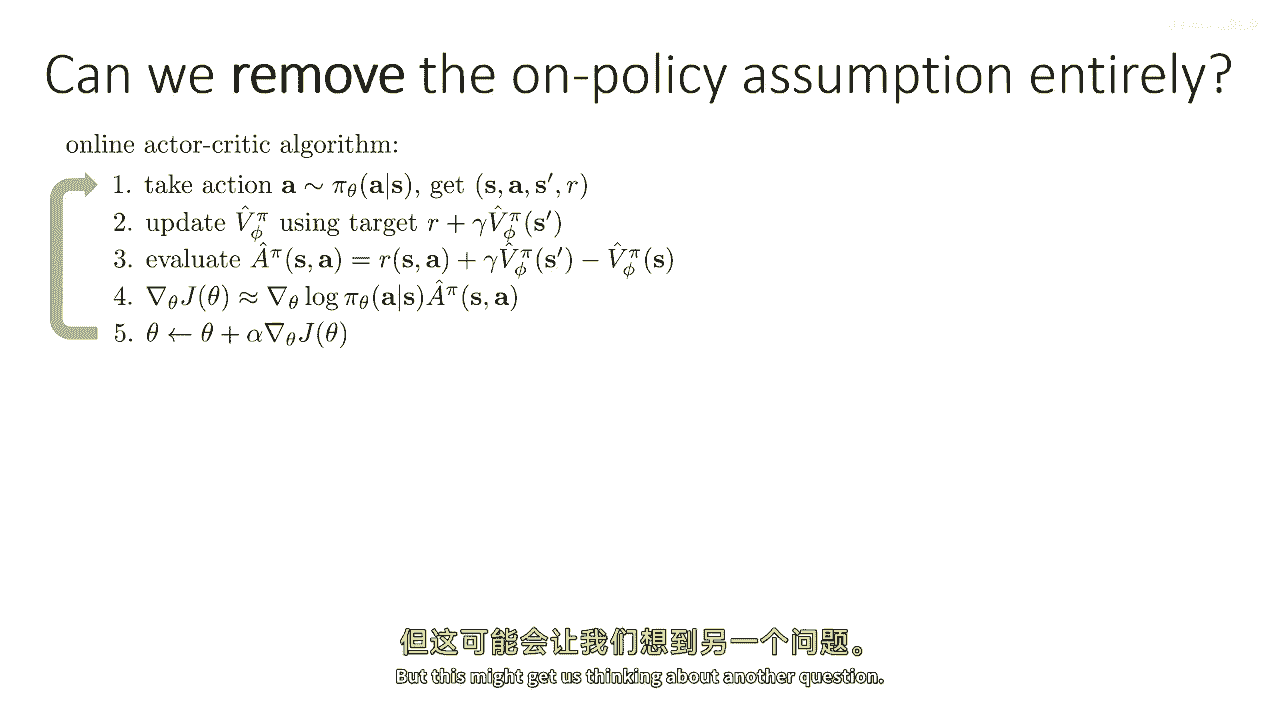 Can we remove the on-policy assumption entirely?
online actor-critic algorithm:
1. take action $\mathbf{a} \sim \pi_\theta(\mathbf{a}|\mathbf{s})$, get $(\mathbf{s}, \mathbf{a}, \mathbf{s}', r)$
2. update $\hat{V}^\pi_\phi$ using target $r + \gamma \hat{V}^\pi_\phi(\mathbf{s}')$
3. evaluate $\hat{A}^\pi(\mathbf{s}, \mathbf{a}) = r(\mathbf{s}, \mathbf{a}) + \gamma \hat{V}^\pi_\phi(\mathbf{s}') - \hat{V}^\pi_\phi(\mathbf{s})$
4. $\nabla_\theta J(\theta) \approx \nabla_\theta \log \pi_\theta(\mathbf{a}|\mathbf{s}) \hat{A}^\pi(\mathbf{s}, \mathbf{a})$
5. $\theta \leftarrow \theta + \alpha \nabla_\theta J(\theta)$
但这可能会让我们想到另一个问题。
But this might get us thinking about another question.